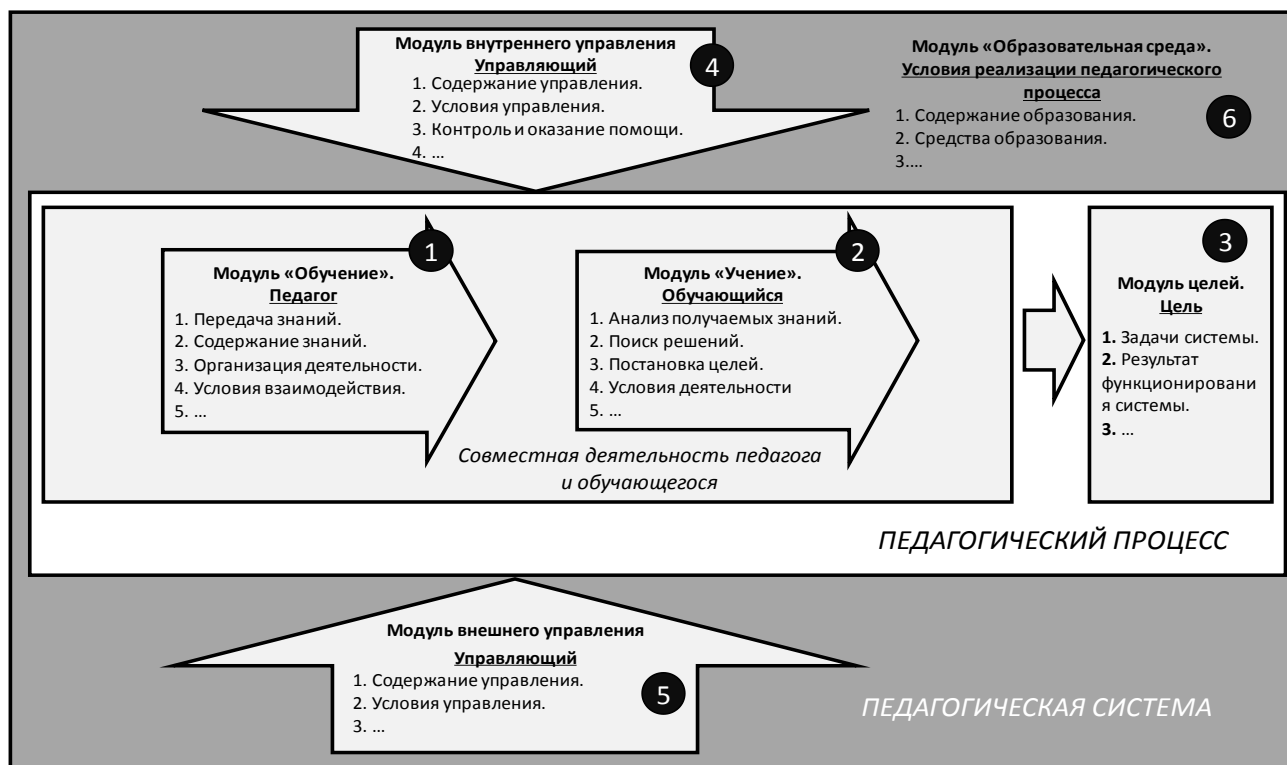 Модуль внутреннего управления
Управляющий
1. Содержание управления.
2. Условия управления.
3. Контроль и оказание помощи.
4. ...
4
Модуль «Образовательная среда».
Условия реализации педагогического
процесса
1. Содержание образования.
2. Средства образования.
3....
6
1
Модуль «Обучение».
Педагог
1. Передача знаний.
2. Содержание знаний.
3. Организация деятельности.
4. Условия взаимодействия.
5. ...
2
Модуль «Учение».
Обучающийся
1. Анализ получаемых знаний.
2. Поиск решений.
3. Постановка целей.
4. Условия деятельности
5. ...
Совместная деятельность педагога
и обучающегося
3
Модуль целей.
Цель
1. Задачи системы.
2. Результат
функционировани
я системы.
3. ...
ПЕДАГОГИЧЕСКИЙ ПРОЦЕСС
Модуль внешнего управления
Управляющий
1. Содержание управления.
2. Условия управления.
3. ...
5
ПЕДАГОГИЧЕСКАЯ СИСТЕМА